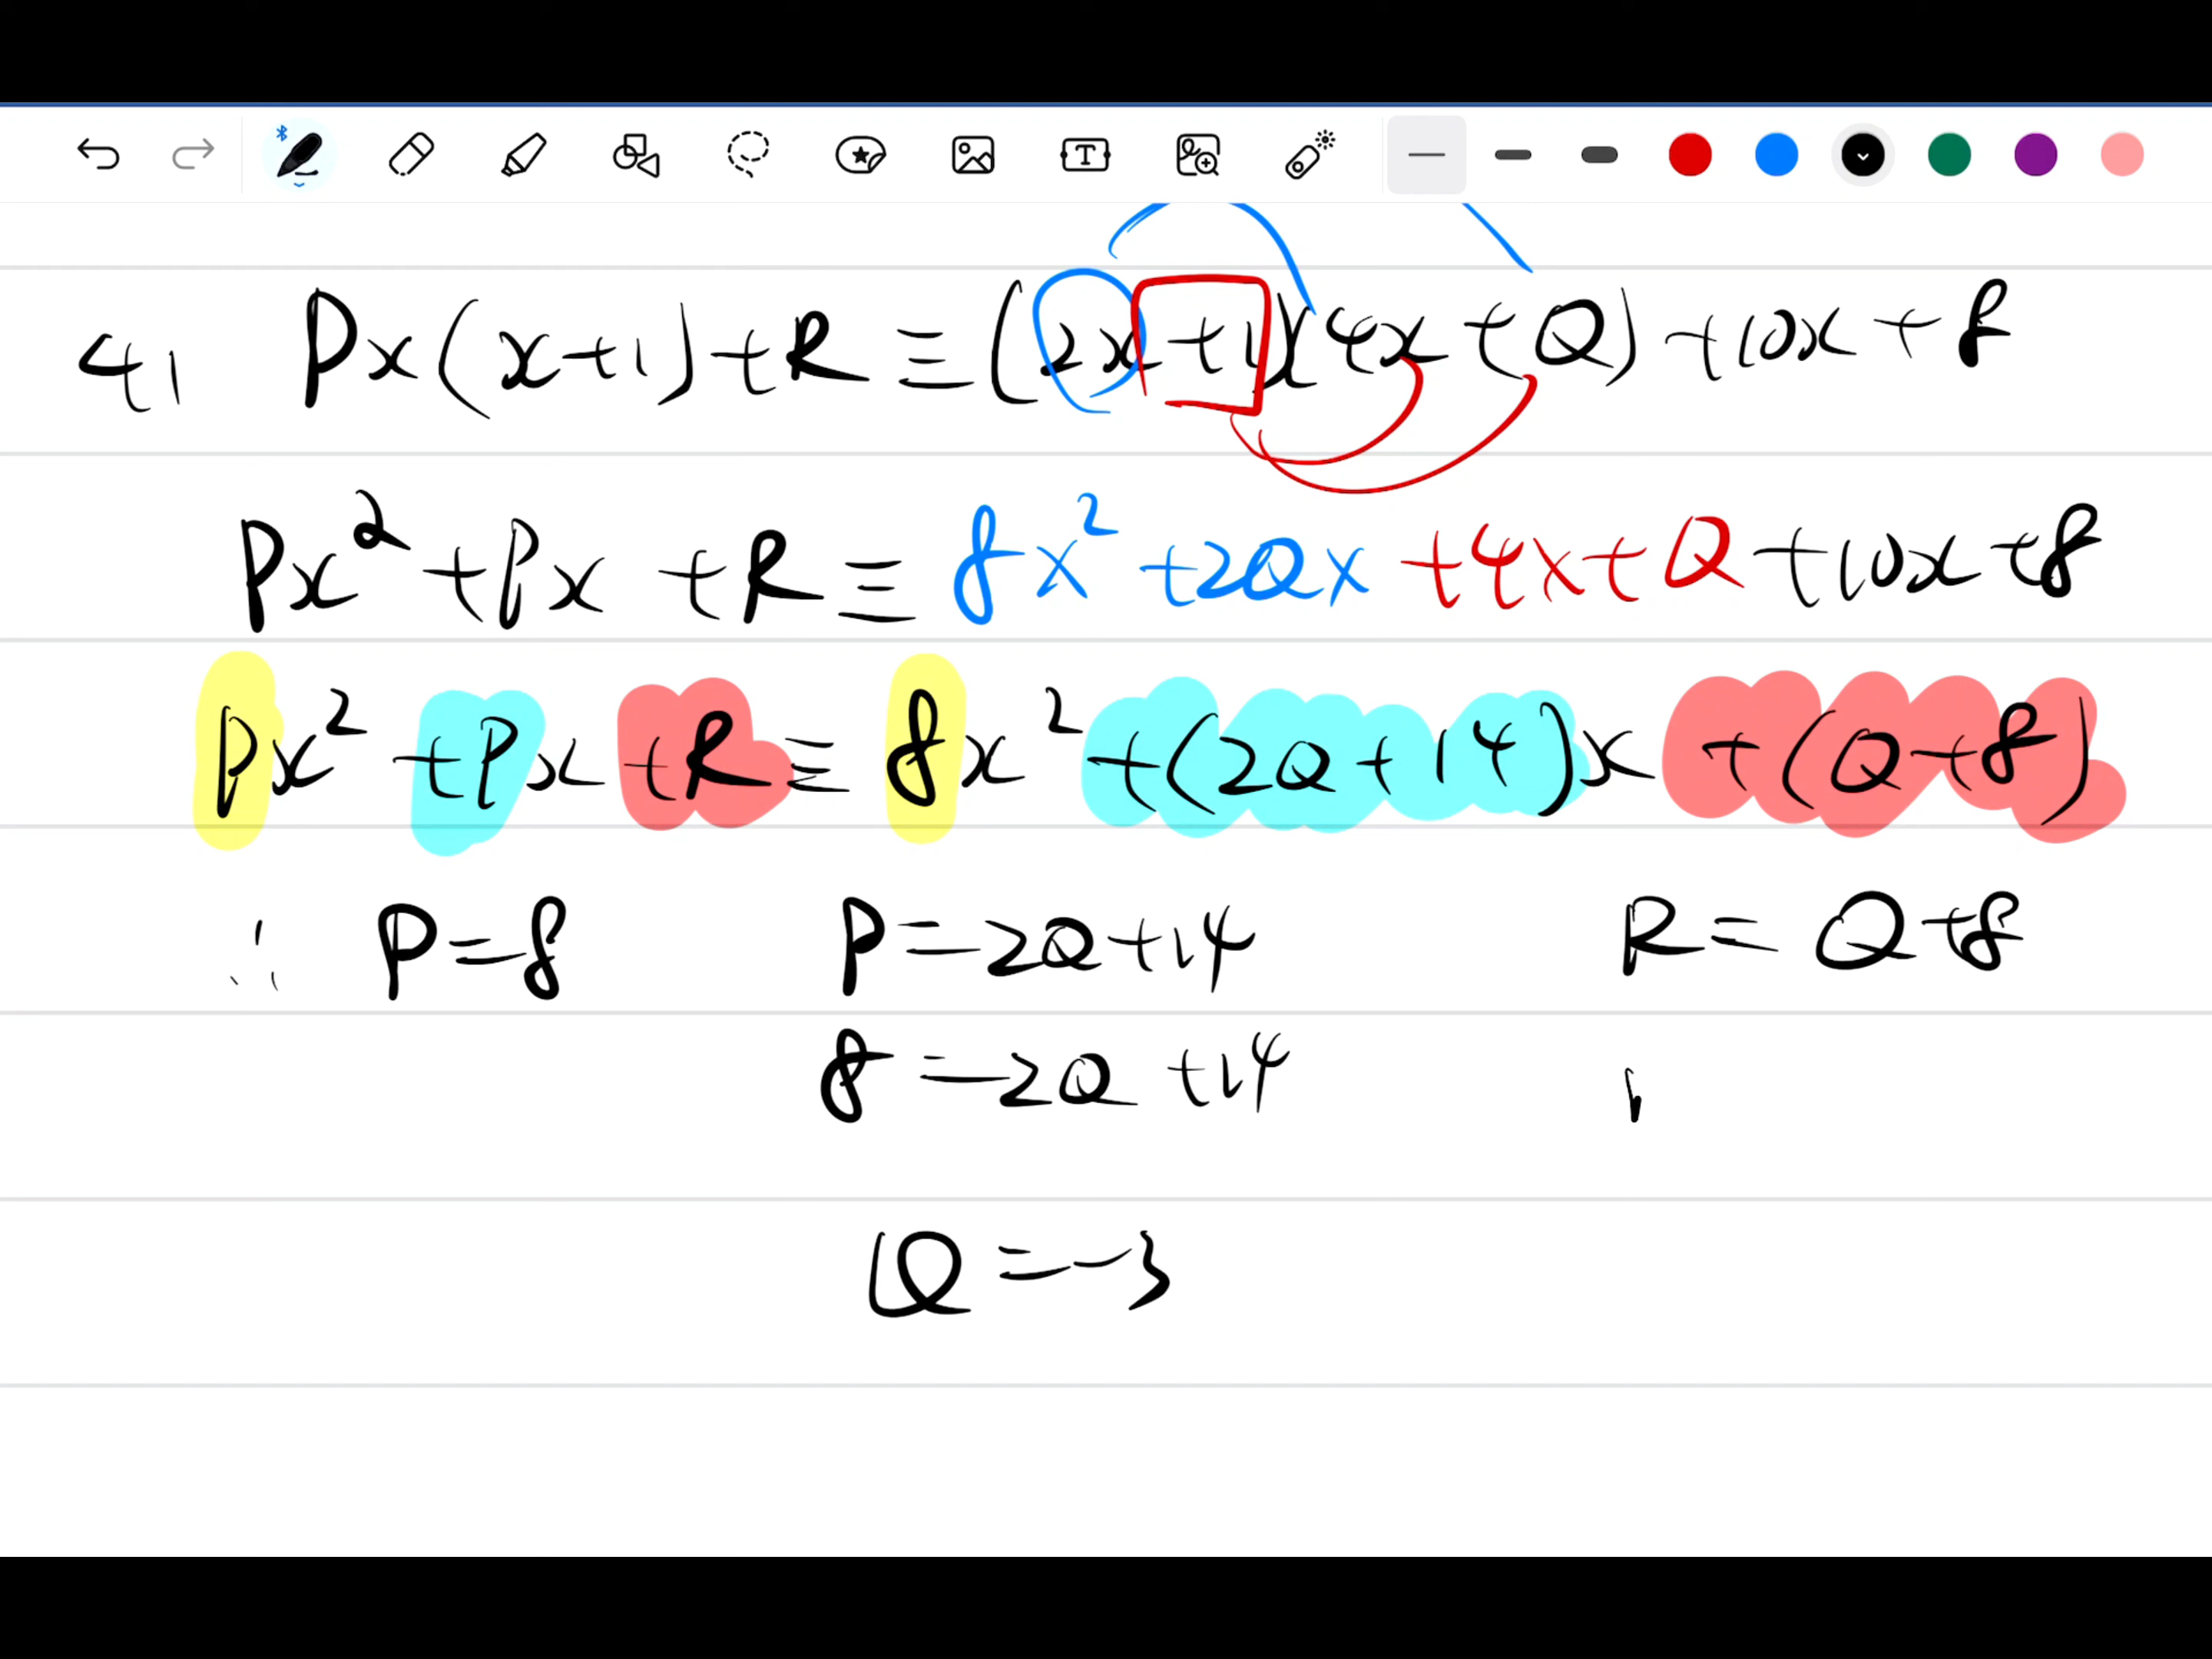 41 Px(x+1)+R≡(2x+1)(4x+Q)+10x+8
Px²+Px+R≡8x²+2Qx+4x+Q+10x+8
Px²+Px+R≡8x²+(2Q+14)x+(Q+8)
∴ P=8 P=2Q+14 R=Q+8
8=2Q+14
Q=-3